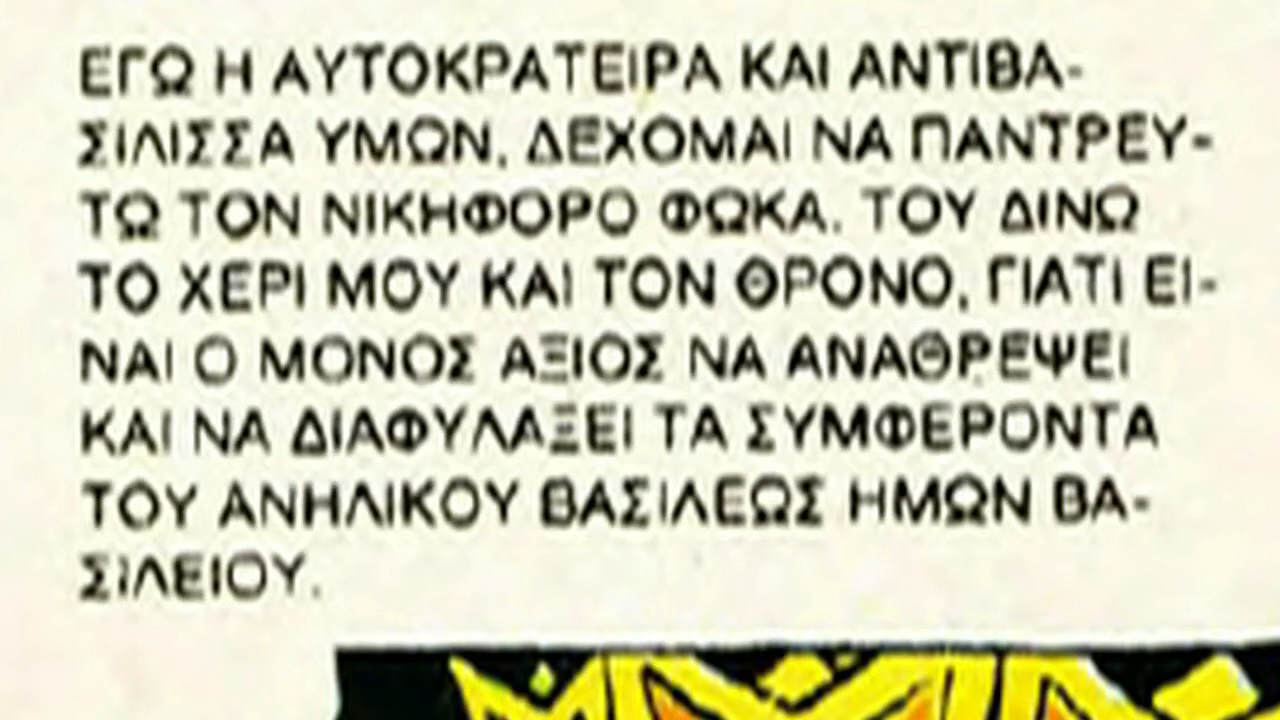 ΕΓΩ Η ΑΥΤΟΚΡΑΤΕΙΡΑ ΚΑΙ ΑΝΤΙΒΑ-
ΣΙΛΙΣΣΑ ΥΜΩΝ, ΔΕΧΟΜΑΙ ΝΑ ΠΑΝΤΡΕΥ-
ΤΩ ΤΟΝ ΝΙΚΗΦΟΡΟ ΦΩΚΑ. ΤΟΥ ΔΙΝΩ
ΤΟ ΧΕΡΙ ΜΟΥ ΚΑΙ ΤΟΝ ΘΡΟΝΟ, ΓΙΑΤΙ ΕΙ-
ΝΑΙ Ο ΜΟΝΟΣ ΑΞΙΟΣ ΝΑ ΑΝΑΘΡΕΨΕΙ
ΚΑΙ ΝΑ ΔΙΑΦΥΛΑΞΕΙ ΤΑ ΣΥΜΦΕΡΟΝΤΑ
ΤΟΥ ΑΝΗΛΙΚΟΥ ΒΑΣΙΛΕΩΣ ΗΜΩΝ ΒΑ-
ΣΙΛΕΙΟΥ.